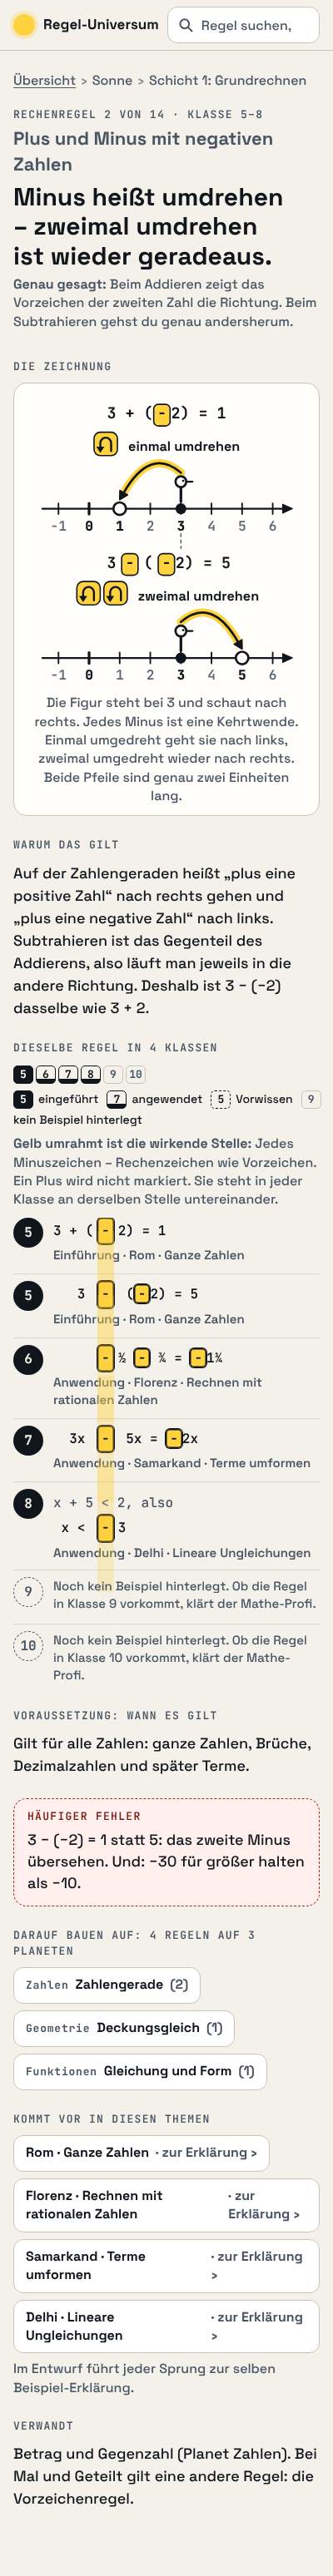 Regel-Universum
Regel suchen,
Übersicht > Sonne > Schicht 1: Grundrechnen
RECHENREGEL 2 VON 14 · KLASSE 5–8
Plus und Minus mit negativen
Zahlen
Minus heißt umdrehen
– zweimal umdrehen
ist wieder geradeaus.
Genau gesagt: Beim Addieren zeigt das
Vorzeichen der zweiten Zahl die Richtung. Beim
Subtrahieren gehst du genau andersherum.
DIE ZEICHNUNG
3 + (-2) = 1
einmal umdrehen
-1 0 1 2 3 4 5 6
3 - (-2) = 5
zweimal umdrehen
-1 0 1 2 3 4 5 6
Die Figur steht bei 3 und schaut nach
rechts. Jedes Minus ist eine Kehrtwende.
Einmal umgedreht geht sie nach links,
zweimal umgedreht wieder nach rechts.
Beide Pfeile sind genau zwei Einheiten
lang.
WARUM DAS GILT
Auf der Zahlengeraden heißt „plus eine
positive Zahl“ nach rechts gehen und
„plus eine negative Zahl“ nach links.
Subtrahieren ist das Gegenteil des
Addierens, also läuft man jeweils in die
andere Richtung. Deshalb ist 3 − (−2)
dasselbe wie 3 + 2.
DIESELBE REGEL IN 4 KLASSEN
5 6 7 8 9 10
5 eingeführt 7 angewendet 5 Vorwissen 9
kein Beispiel hinterlegt
Gelb umrahmt ist die wirkende Stelle: Jedes
Minuszeichen – Rechenzeichen wie Vorzeichen.
Ein Plus wird nicht markiert. Sie steht in jeder
Klasse an derselben Stelle untereinander.
5 3 + (-2) = 1
Einführung · Rom · Ganze Zahlen
5 3 - (-2) = 5
Einführung · Rom · Ganze Zahlen
6 -½ - ¾ = -1¼
Anwendung · Florenz · Rechnen mit
rationalen Zahlen
7 3x - 5x = -2x
Anwendung · Samarkand · Terme umformen
8 x + 5 < 2, also
x < -3
Anwendung · Delhi · Lineare Ungleichungen
9 Noch kein Beispiel hinterlegt. Ob die Regel
in Klasse 9 vorkommt, klärt der Mathe-Profi.
10 Noch kein Beispiel hinterlegt. Ob die Regel
in Klasse 10 vorkommt, klärt der Mathe-
Profi.
VORAUSSETZUNG: WANN ES GILT
Gilt für alle Zahlen: ganze Zahlen, Brüche,
Dezimalzahlen und später Terme.
HÄUFIGER FEHLER
3 − (−2) = 1 statt 5: das zweite Minus
übersehen. Und: −30 für größer halten
als −10.
DARAUF BAUEN AUF: 4 REGELN AUF 3
PLANETEN
Zahlen Zahlengerade (2)
Geometrie Deckungsgleich (1)
Funktionen Gleichung und Form (1)
KOMMT VOR IN DIESEN THEMEN
Rom · Ganze Zahlen · zur Erklärung >
Florenz · Rechnen mit · zur
rationalen Zahlen Erklärung >
Samarkand · Terme · zur Erklärung
umformen >
Delhi · Lineare · zur Erklärung
Ungleichungen >
Im Entwurf führt jeder Sprung zur selben
Beispiel-Erklärung.
VERWANDT
Betrag und Gegenzahl (Planet Zahlen). Bei
Mal und Geteilt gilt eine andere Regel: die
Vorzeichenregel.